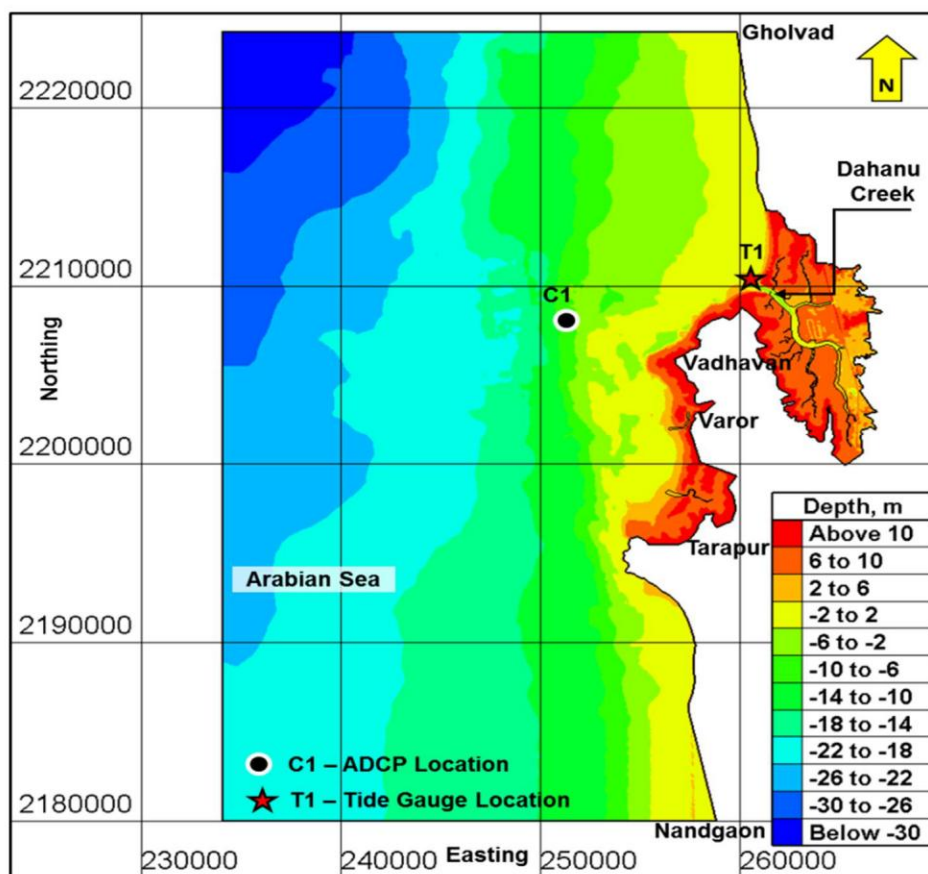 Gholvad
N
2220000
Dahanu
Creek
T1
2210000
C1
Northing
Vadhavan
Varor
2200000
Depth, m
Above 10
6 to 10
2 to 6
-2 to 2
-6 to -2
-10 to -6
-14 to -10
-18 to -14
-22 to -18
-26 to -22
-30 to -26
Below -30
Tarapur
Arabian Sea
2190000
C1 – ADCP Location
T1 – Tide Gauge Location
2180000
Nandgaon
230000
240000
Easting
250000
260000